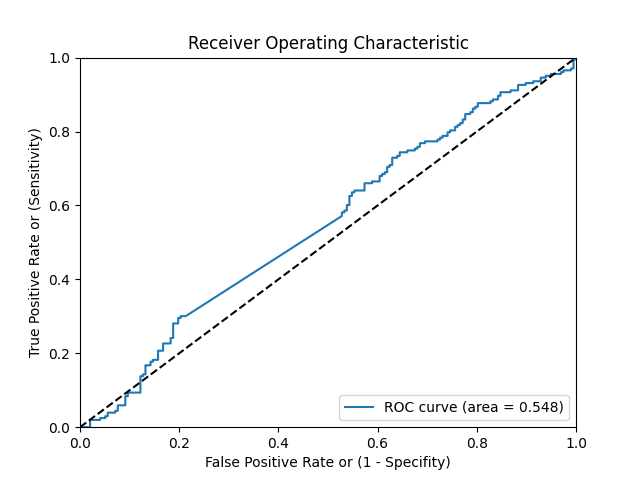 Receiver Operating Characteristic
1.0
0.8
0.6
0.4
0.2
0.0
True Positive Rate or (Sensitivity)
ROC curve (area = 0.548)
0.0 0.2 0.4 0.6 0.8 1.0
False Positive Rate or (1 - Specifity)